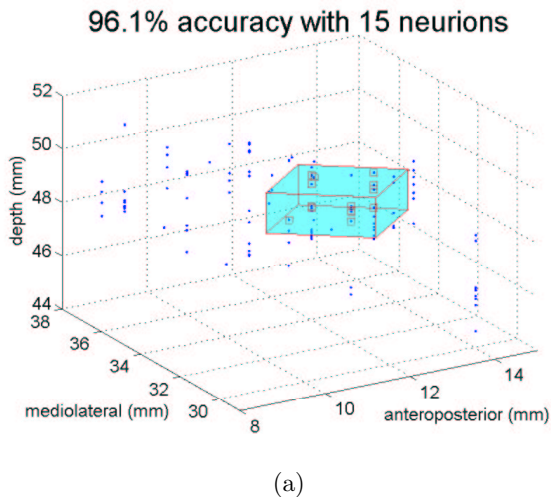 96.1% accuracy with 15 neurions
52
50
48
46
44
depth (mm)
38
36
34
32
30
mediolateral (mm)
8
10
12
14
anteroposterior (mm)
(a)